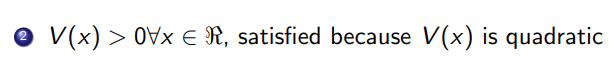 2 V(x) > 0∀x ∈ ℜ, satisfied because V(x) is quadratic